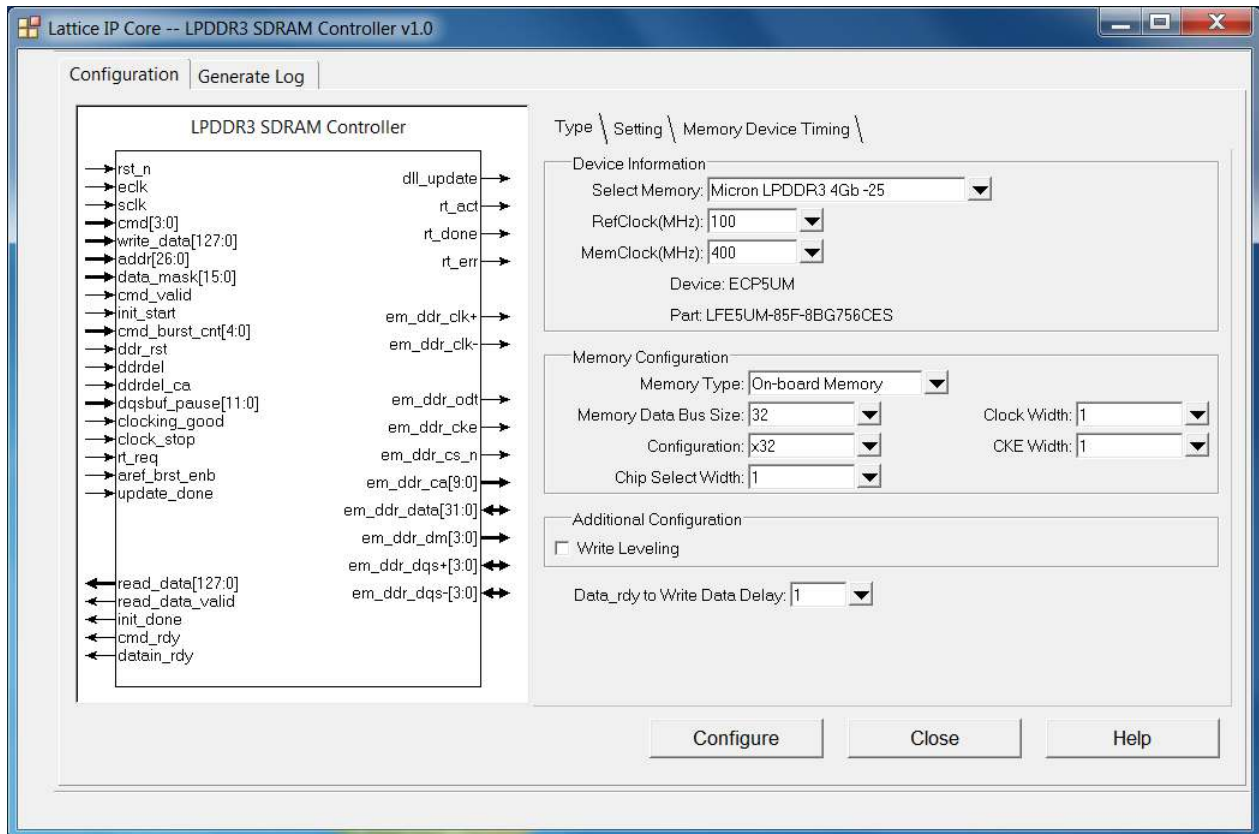 Lattice IP Core -- LPDDR3 SDRAM Controller v1.0
Configuration
Generate Log
LPDDR3 SDRAM Controller
rst_n
eclk
sclk
cmd[3:0]
write_data[127:0]
addr[26:0]
data_mask[15:0]
cmd_valid
init_start
cmd_burst_cnt[4:0]
ddr_rst
ddrdel
ddrdel_ca
dqsbuf_pause[11:0]
clocking_good
clock_stop
rt_req
aref_brst_enb
update_done
read_data[127:0]
read_data_valid
init_done
cmd_rdy
datain_rdy
dll_update
rt_act
rt_done
rt_err
em_ddr_clk+
em_ddr_clk-
em_ddr_odt
em_ddr_cke
em_ddr_cs_n
em_ddr_ca[9:0]
em_ddr_data[31:0]
em_ddr_dm[3:0]
em_ddr_dqs+[3:0]
em_ddr_dqs-[3:0]
Type \ Setting \ Memory Device Timing \
Device Information
Select Memory: Micron LPDDR3 4Gb -25
RefClock(MHz): 100
MemClock(MHz): 400
Device: ECP5UM
Part: LFE5UM-85F-8BG756CES
Memory Configuration
Memory Type: On-board Memory
Memory Data Bus Size: 32 Clock Width: 1
Configuration: x32 CKE Width: 1
Chip Select Width: 1
Additional Configuration
Write Leveling
Data_rdy to Write Data Delay: 1
Configure Close Help